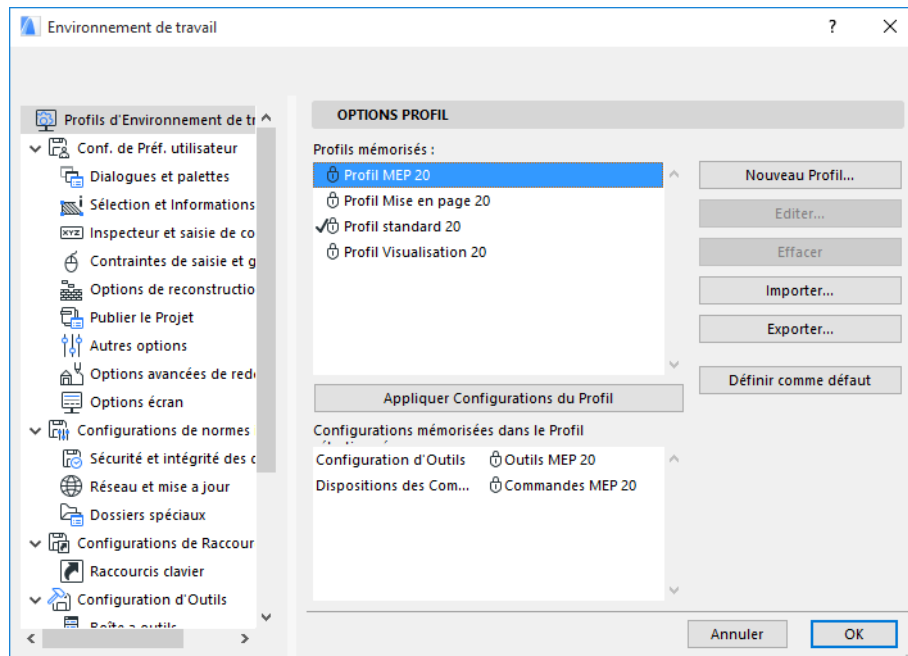 Environnement de travail
?
OPTIONS PROFIL
Profils d'Environnement de tr
Conf. de Préf. utilisateur
Dialogues et palettes
Sélection et Informations
XYZ Inspecteur et saisie de co
Contraintes de saisie et g
Options de reconstructio
Publier le Projet
Autres options
Options avancées de rede
Options écran
Configurations de normes
Sécurité et intégrité des d
Réseau et mise a jour
Dossiers spéciaux
Configurations de Raccour
Raccourcis clavier
Configuration d'Outils
Boîte a outils
Profils mémorisés :
Profil MEP 20
Profil Mise en page 20
Profil standard 20
Profil Visualisation 20
Nouveau Profil...
Editer...
Effacer
Importer...
Exporter...
Définir comme défaut
Appliquer Configurations du Profil
Configurations mémorisées dans le Profil
Configuration d'Outils Outils MEP 20
Dispositions des Com... Commandes MEP 20
Annuler
OK